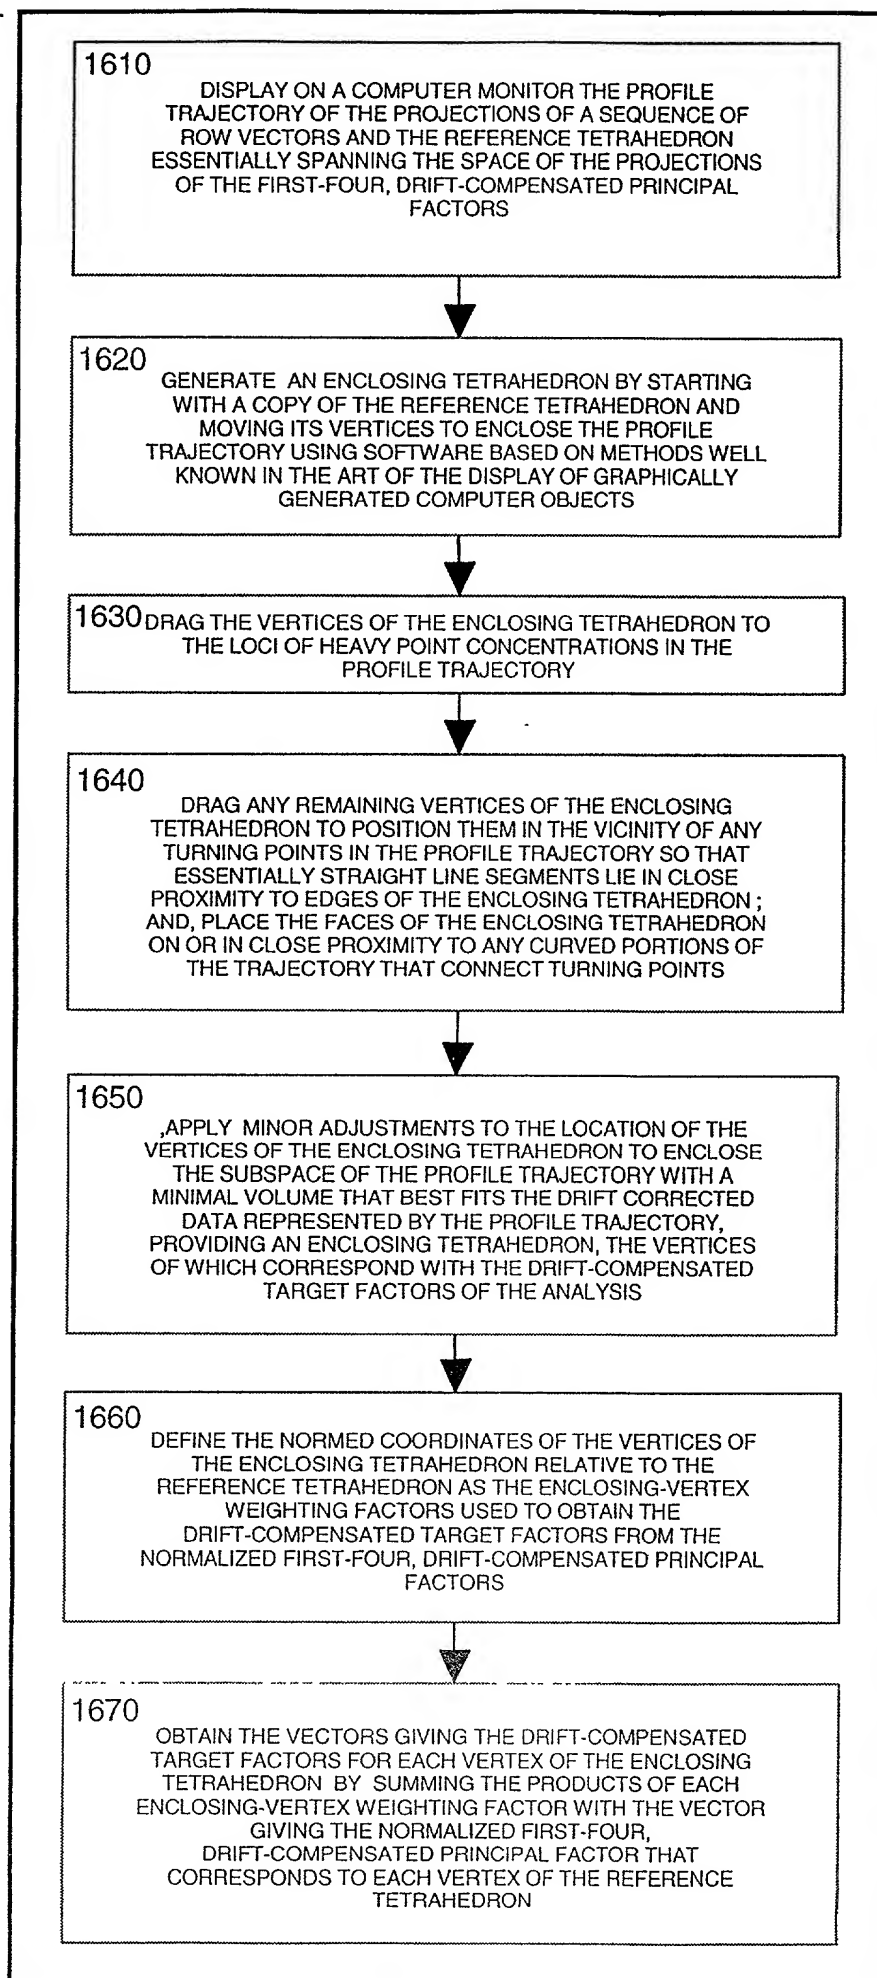 1610
DISPLAY ON A COMPUTER MONITOR THE PROFILE
TRAJECTORY OF THE PROJECTIONS OF A SEQUENCE OF
ROW VECTORS AND THE REFERENCE TETRAHEDRON
ESSENTIALLY SPANNING THE SPACE OF THE PROJECTIONS
OF THE FIRST-FOUR, DRIFT-COMPENSATED PRINCIPAL
FACTORS
1620
GENERATE AN ENCLOSING TETRAHEDRON BY STARTING
WITH A COPY OF THE REFERENCE TETRAHEDRON AND
MOVING ITS VERTICES TO ENCLOSE THE PROFILE
TRAJECTORY USING SOFTWARE BASED ON METHODS WELL
KNOWN IN THE ART OF THE DISPLAY OF GRAPHICALLY
GENERATED COMPUTER OBJECTS
1630 DRAG THE VERTICES OF THE ENCLOSING TETRAHEDRON TO
THE LOCI OF HEAVY POINT CONCENTRATIONS IN THE
PROFILE TRAJECTORY
1640
DRAG ANY REMAINING VERTICES OF THE ENCLOSING
TETRAHEDRON TO POSITION THEM IN THE VICINITY OF ANY
TURNING POINTS IN THE PROFILE TRAJECTORY SO THAT
ESSENTIALLY STRAIGHT LINE SEGMENTS LIE IN CLOSE
PROXIMITY TO EDGES OF THE ENCLOSING TETRAHEDRON ;
AND, PLACE THE FACES OF THE ENCLOSING TETRAHEDRON
ON OR IN CLOSE PROXIMITY TO ANY CURVED PORTIONS OF
THE TRAJECTORY THAT CONNECT TURNING POINTS
1650
,APPLY MINOR ADJUSTMENTS TO THE LOCATION OF THE
VERTICES OF THE ENCLOSING TETRAHEDRON TO ENCLOSE
THE SUBSPACE OF THE PROFILE TRAJECTORY WITH A
MINIMAL VOLUME THAT BEST FITS THE DRIFT CORRECTED
DATA REPRESENTED BY THE PROFILE TRAJECTORY,
PROVIDING AN ENCLOSING TETRAHEDRON, THE VERTICES
OF WHICH CORRESPOND WITH THE DRIFT-COMPENSATED
TARGET FACTORS OF THE ANALYSIS
1660
DEFINE THE NORMED COORDINATES OF THE VERTICES OF
THE ENCLOSING TETRAHEDRON RELATIVE TO THE
REFERENCE TETRAHEDRON AS THE ENCLOSING-VERTEX
WEIGHTING FACTORS USED TO OBTAIN THE
DRIFT-COMPENSATED TARGET FACTORS FROM THE
NORMALIZED FIRST-FOUR, DRIFT-COMPENSATED PRINCIPAL
FACTORS
1670
OBTAIN THE VECTORS GIVING THE DRIFT-COMPENSATED
TARGET FACTORS FOR EACH VERTEX OF THE ENCLOSING
TETRAHEDRON BY SUMMING THE PRODUCTS OF EACH
ENCLOSING-VERTEX WEIGHTING FACTOR WITH THE VECTOR
GIVING THE NORMALIZED FIRST-FOUR,
DRIFT-COMPENSATED PRINCIPAL FACTOR THAT
CORRESPONDS TO EACH VERTEX OF THE REFERENCE
TETRAHEDRON